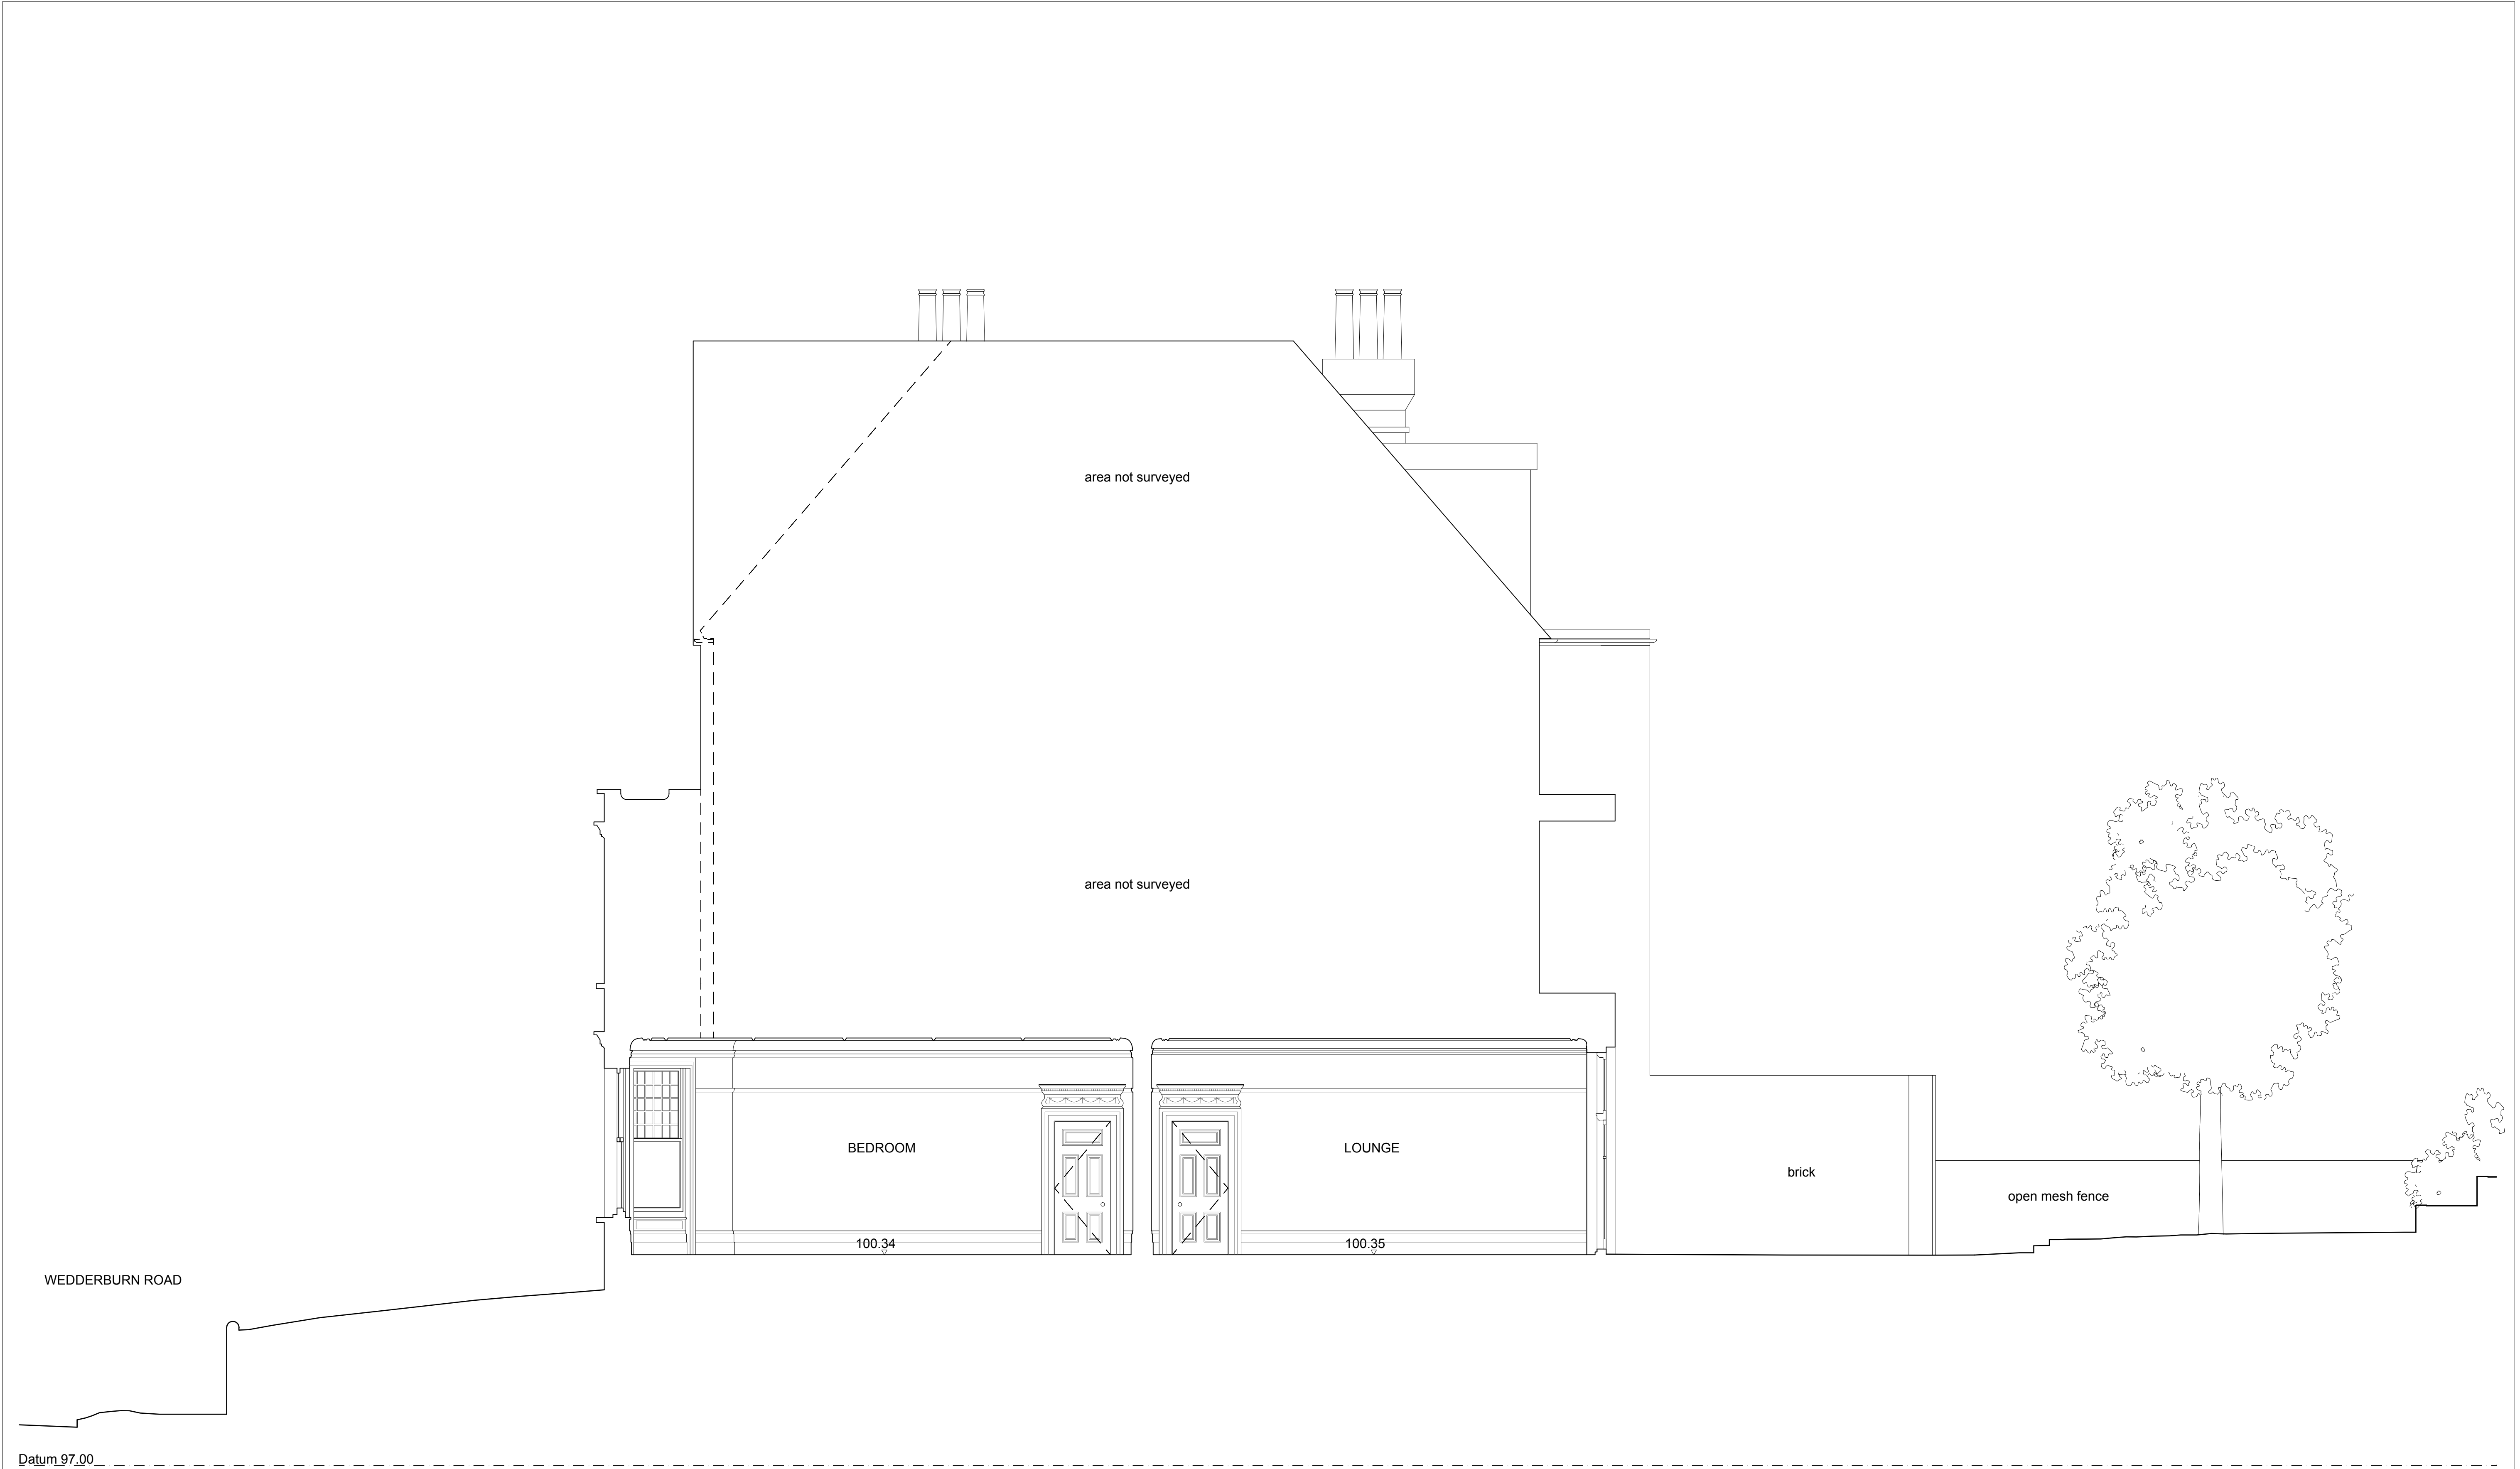 area not surveyed
area not surveyed
BEDROOM
LOUNGE
brick
open mesh fence
100.34
100.35
WEDDERBURN ROAD
Datum 97.00